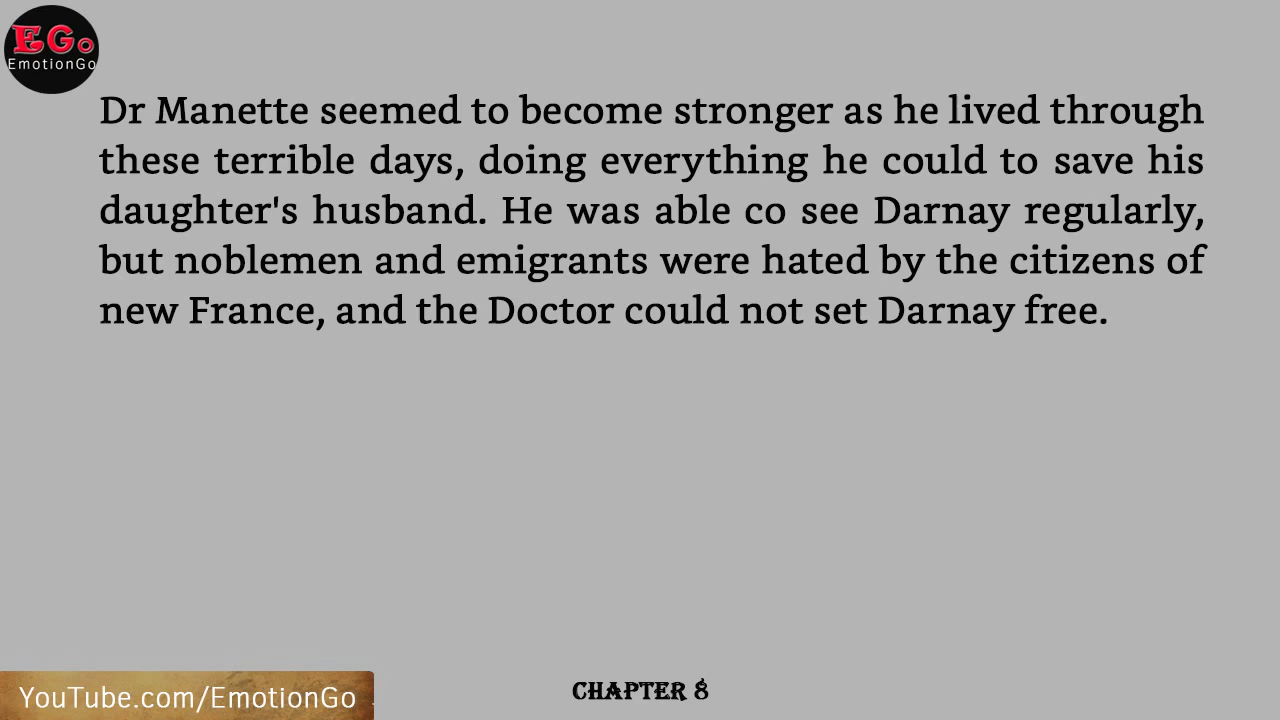 EGo
EmotionGo
Dr Manette seemed to become stronger as he lived through
these terrible days, doing everything he could to save his
daughter's husband. He was able co see Darnay regularly,
but noblemen and emigrants were hated by the citizens of
new France, and the Doctor could not set Darnay free.
YouTube.com/EmotionGo
CHAPTER 8